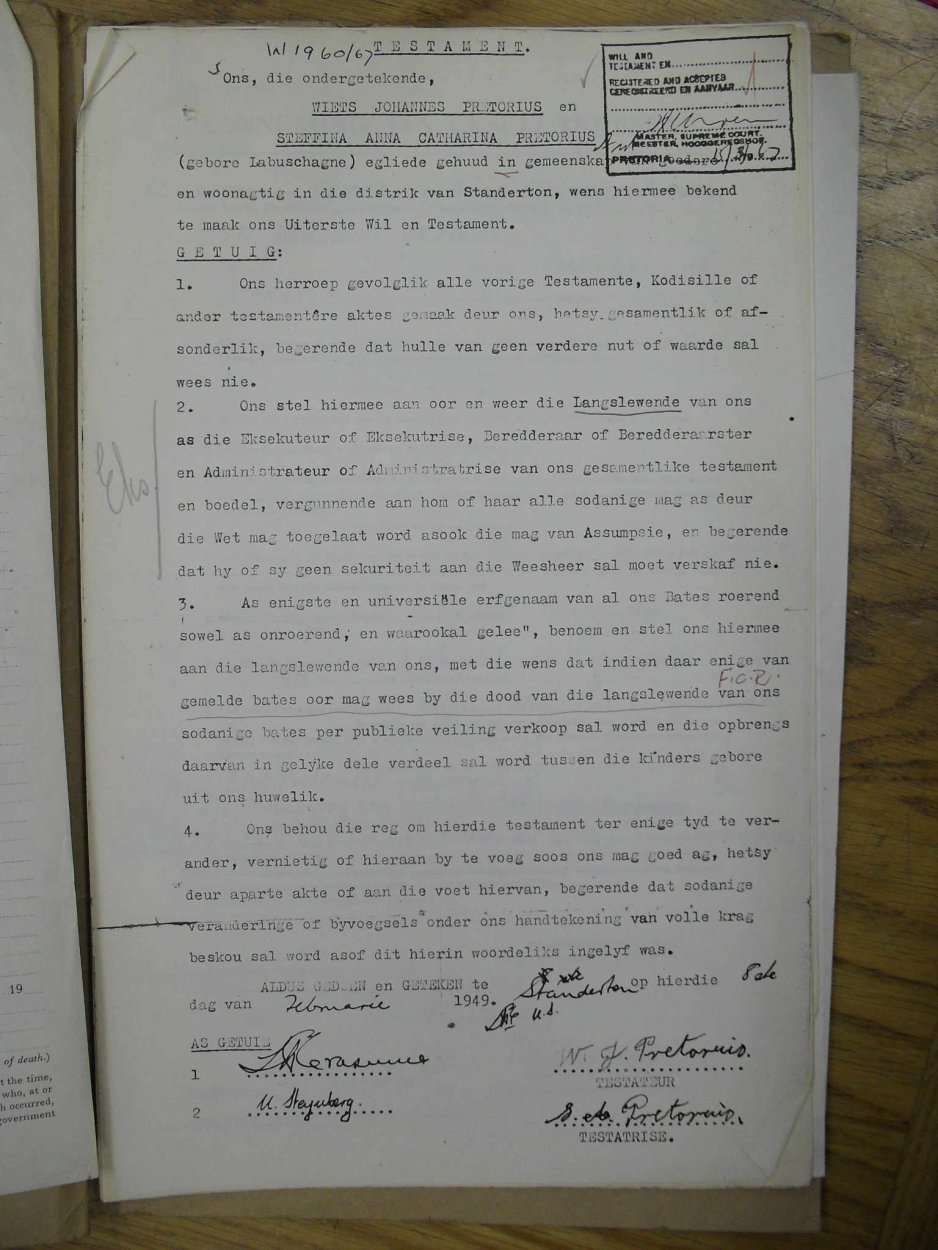 W 1960/67 T E S T A M E N T.
WILL AND
TESTAMENT EN
REGISTERED AND ACCEPTED
GEREGISTREERD EN AANVAAR
MASTER, SUPREME COURT.
MEESTER, HOOGGEREGSHOF.
PRETORIA
Ons, die ondergetekende,
WIETS JOHANNES PRETORIUS en
STEFFINA ANNA CATHARINA PRETORIUS
(gebore Labuschagne) egliede gehuud in gemeenska
en woonagtig in die distrik van Standerton, wens hiermee bekend
te maak ons Uiterste Wil en Testament.
G E T U I G:
1. Ons herroep gevolglik alle vorige Testamente, Kodisille of
ander testamentêre aktes gemaak deur ons, hetsy gesamentlik of af-
sonderlik, begerende dat hulle van geen verdere nut of waarde sal
wees nie.
2. Ons stel hiermee aan oor en weer die Langslewende van ons
as die Eksekuteur of Eksekutrise, Beredderaar of Beredderaarster
en Administrateur of Administratrise van ons gesamentlike testament
en boedel, vergunnende aan hom of haar alle sodanige mag as deur
die Wet mag toegelaat word asook die mag van Assumpsie, en begerende
dat hy of sy geen sekuriteit aan die Weesheer sal moet verskaf nie.
3. As enigste en universiële erfgenaam van al ons Bates roerend
sowel as onroerend, en waarookal gelee", benoem en stel ons hiermee
aan die langslewende van ons, met die wens dat indien daar enige van
F.C.R.
gemelde bates oor mag wees by die dood van die langslewende van ons
sodanige bates per publieke veiling verkoop sal word en die opbrengs
daarvan in gelyke dele verdeel sal word tussen die kinders gebore
uit ons huwelik.
4. Ons behou die reg om hierdie testament ter enige tyd te ver-
ander, vernietig of hieraan by te voeg soos ons mag goed ag, hetsy
deur aparte akte of aan die voet hiervan, begerende dat sodanige
veranderinge of byvoegsels onder ons handtekening van volle krag
beskou sal word asof dit hierin woordeliks ingelyf was.
ALDUS GEDOEN en GETEKEN te Standerton op hierdie 8ste
dag van Februarie 1949.
AS GETUIE
1
W. J. Pretorius.
TESTATEUR
2 M. Steynberg.
Pretorius.
TESTATRISE.
19
of death.)
t the time,
who, at or
h occurred,
government